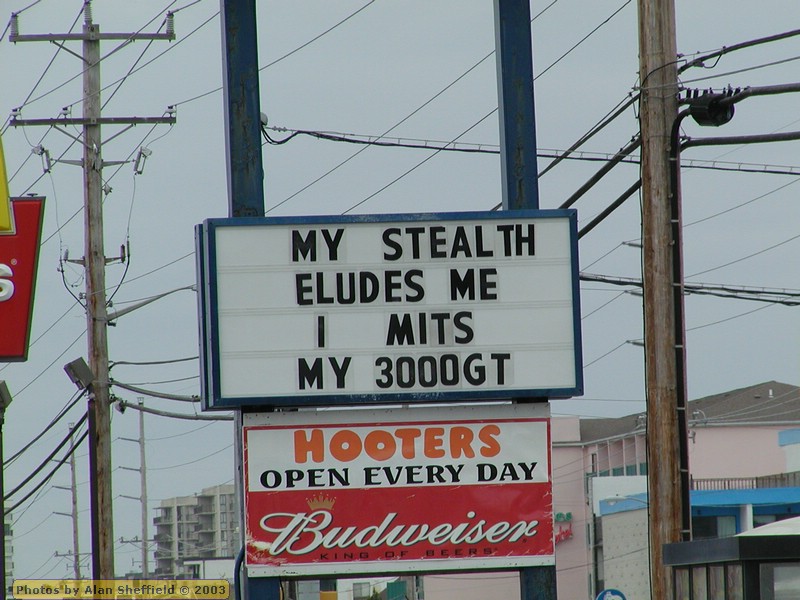 MY STEALTH
ELUDES ME
I MITS
MY 3000GT
HOOTERS
OPEN EVERY DAY
Budweiser
KING OF BEERS
S
Photos by Alan Sheffield © 2003